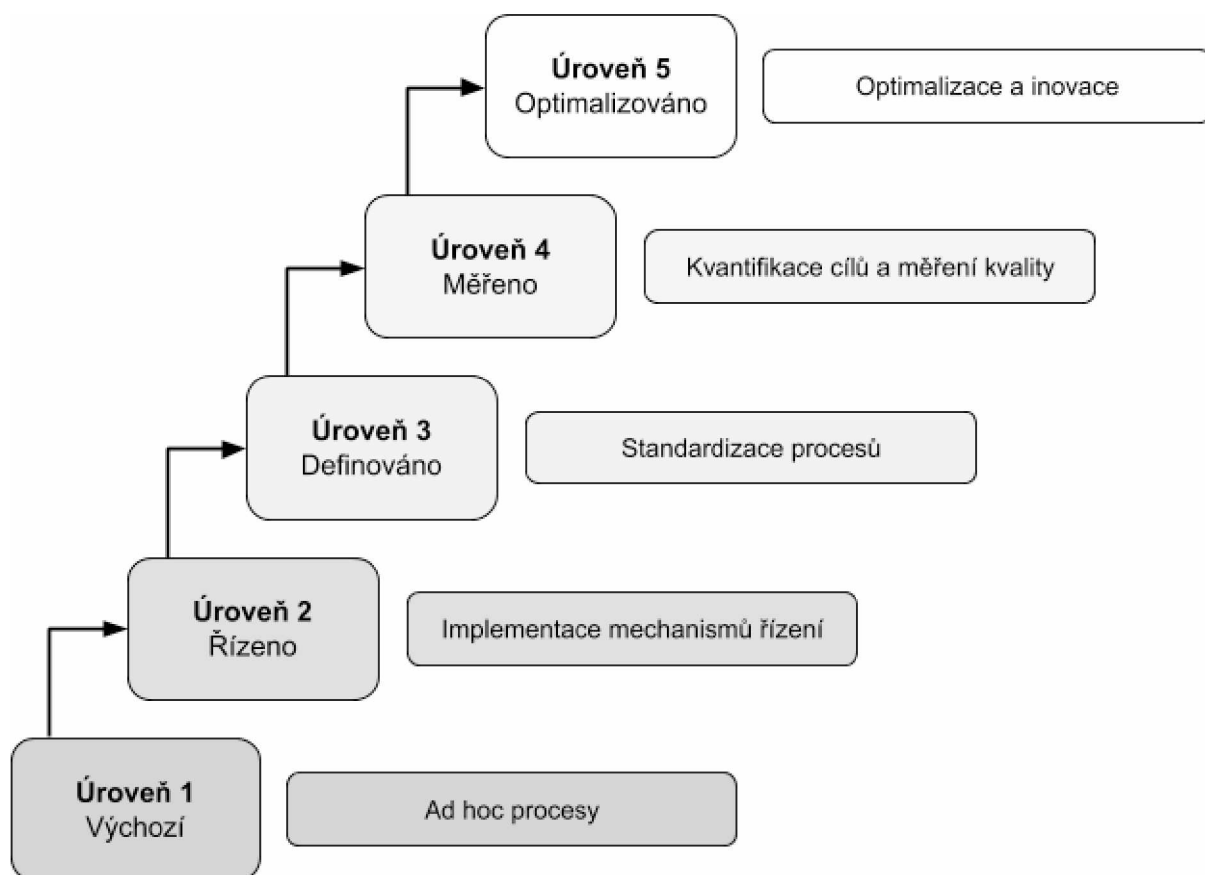 Úroveň 5
Optimalizováno
Optimalizace a inovace
Úroveň 4
Měřeno
Kvantifikace cílů a měření kvality
Úroveň 3
Definováno
Standardizace procesů
Úroveň 2
Řízeno
Implementace mechanismů řízení
Úroveň 1
Výchozí
Ad hoc procesy